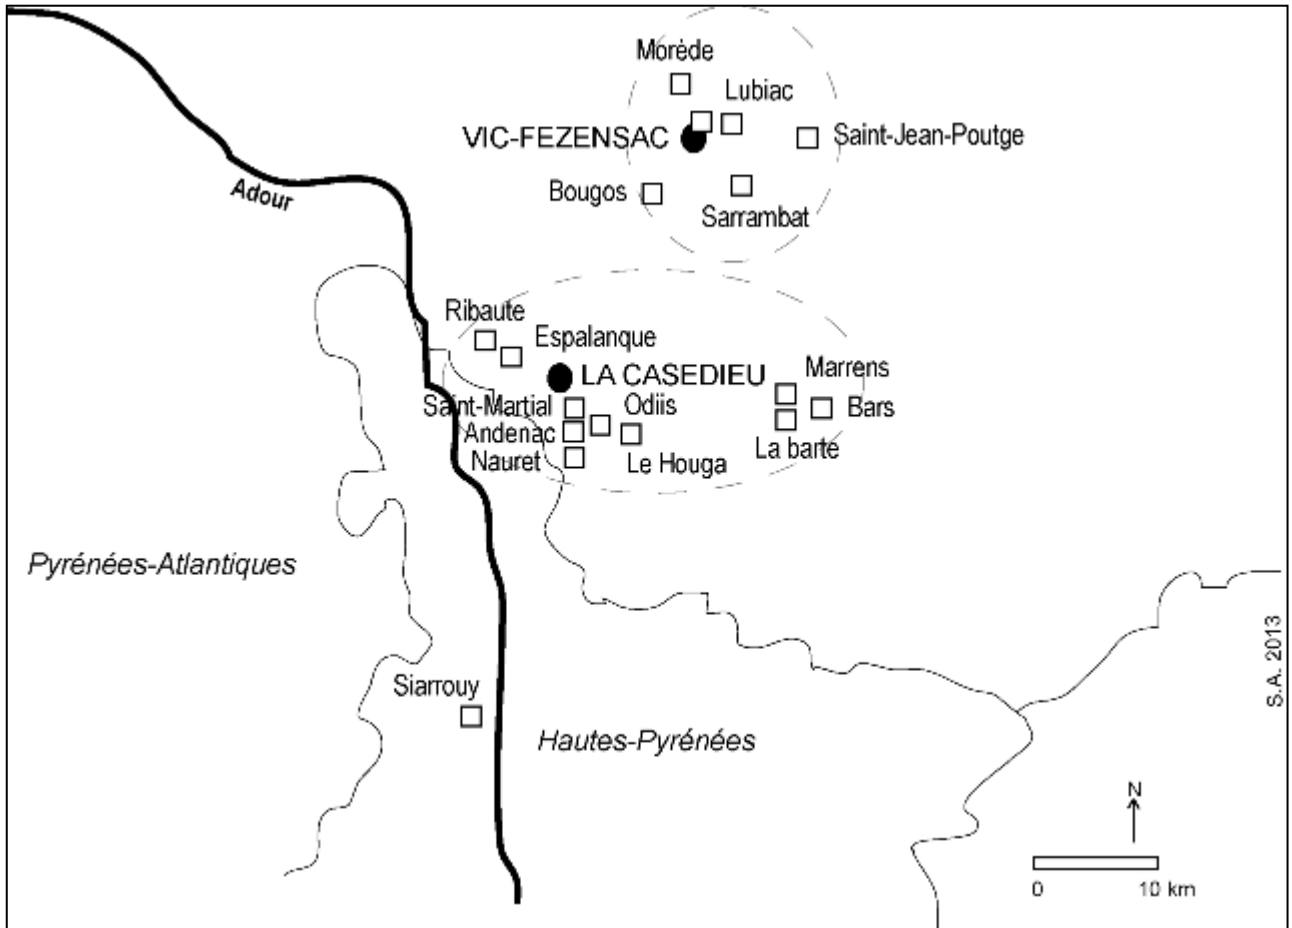 Morède
Lubiac
VIC-FEZENSAC
Saint-Jean-Poutge
Adour
Bougos
Sarrambat
Ribaute
Espalanque
LA CASEDIEU
Marrens
Saint-Martial
Odiis
Bars
Andenac
La barte
Nauret
Le Houga
Pyrénées-Atlantiques
S.A. 2013
Siarrouy
Hautes-Pyrénées
N
0 10 km